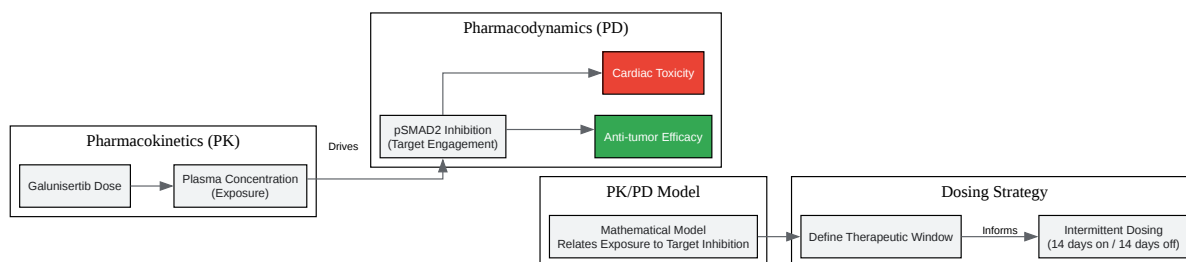 Pharmacodynamics (PD)
Cardiac Toxicity
pSMAD2 Inhibition
(Target Engagement)
Anti-tumor Efficacy
Pharmacokinetics (PK)
Drives
Galunisertib Dose
Plasma Concentration
(Exposure)
PK/PD Model
Mathematical Model
Relates Exposure to Target Inhibition
Dosing Strategy
Define Therapeutic Window
Informs
Intermittent Dosing
(14 days on / 14 days off)